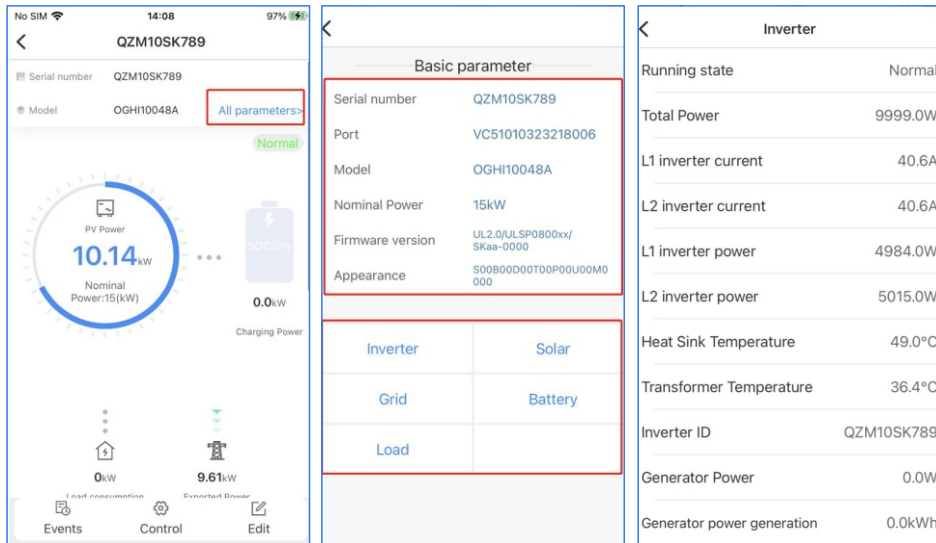 No SIM 14:08 97%
QZM10SK789
Serial number QZM10SK789
Model OGHI10048A All parameters>
Normal
PV Power
10.14kW
Nominal
Power:15(kW)
SOC:0%
0.0kW
Charging Power
0kW 9.61kW
Load consumption Exported Power
Events Control Edit
Basic parameter
Serial number QZM10SK789
Port VC51010323218006
Model OGHI10048A
Nominal Power 15kW
Firmware version UL2.0/ULSP0800xx/
SKaa-0000
Appearance S00B00D00T00P00U00M0
000
Inverter Solar
Grid Battery
Load
Inverter
Running state Normal
Total Power 9999.0W
L1 inverter current 40.6A
L2 inverter current 40.6A
L1 inverter power 4984.0W
L2 inverter power 5015.0W
Heat Sink Temperature 49.0°C
Transformer Temperature 36.4°C
Inverter ID QZM10SK789
Generator Power 0.0W
Generator power generation 0.0kWh